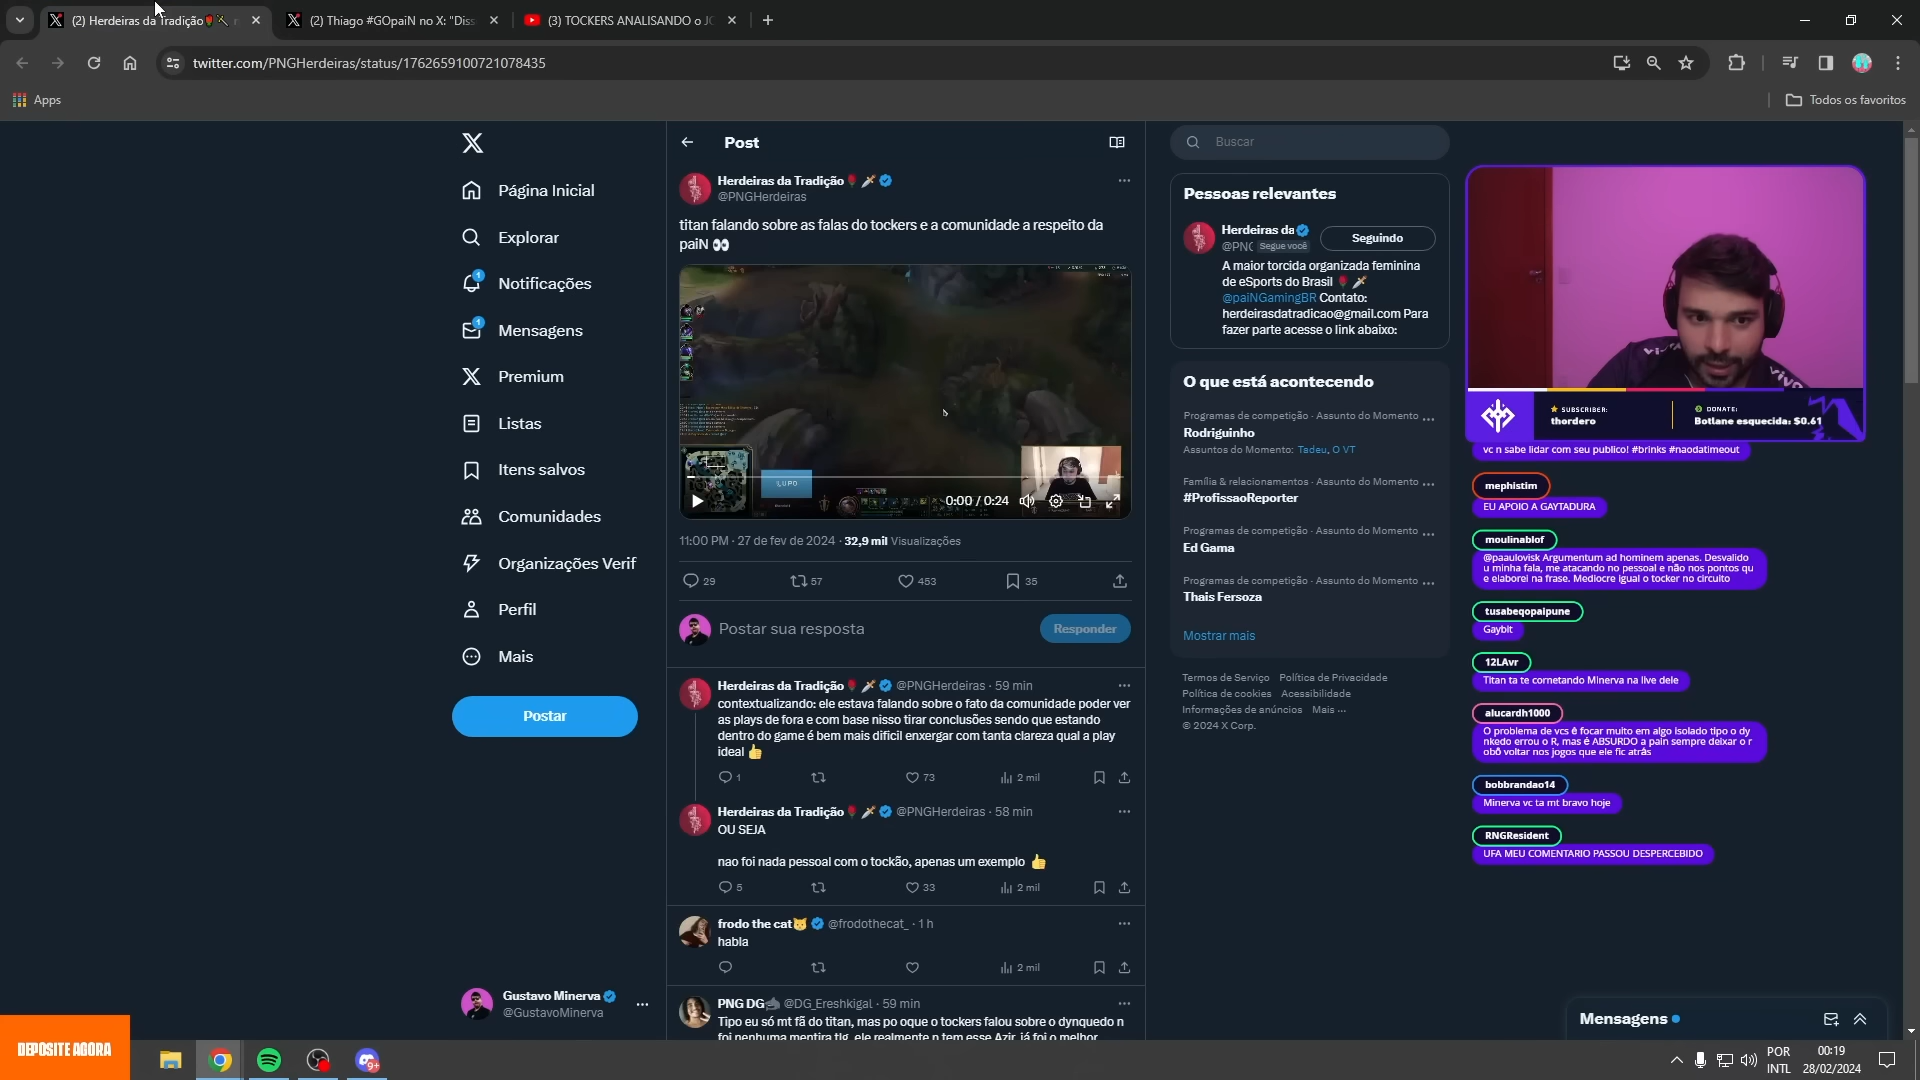 (2) Herdeiras da Tradição
(2) Thiago #GOpaiN no X: "Diss
(3) TOCKERS ANALISANDO o JO
twitter.com/PNGHerdeiras/status/1762659100721078435
Apps
Todos os favoritos
Página Inicial
Explorar
1
Notificações
1
Mensagens
Premium
Listas
Itens salvos
Comunidades
Organizações Verif
Perfil
Mais
Postar
Gustavo Minerva
@GustavoMinerva
Post
Herdeiras da Tradição
@PNGHerdeiras
titan falando sobre as falas do tockers e a comunidade a respeito da
paiN 👀
LUPO
0:00 / 0:24
11:00 PM · 27 de fev de 2024 · 32,9 mil Visualizações
29 57 453 35
Postar sua resposta
Responder
Herdeiras da Tradição @PNGHerdeiras · 59 min
contextualizando: ele estava falando sobre o fato da comunidade poder ver
as plays de fora e com base nisso tirar conclusões sendo que estando
dentro do game é bem mais dificil enxergar com tanta clareza qual a play
ideal 👍
1 73 2 mil
Herdeiras da Tradição @PNGHerdeiras · 58 min
OU SEJA
nao foi nada pessoal com o tockão, apenas um exemplo 👍
5 33 2 mil
frodo the cat @frodothecat_ · 1 h
habla
2 mil
PNG DG @DG_Ereshkigal · 59 min
Tipo eu só mt fã do titan, mas po oque o tockers falou sobre o dynquedo n
foi nenhuma mentira tlg, ele realmente n tem esse Azir, já foi o melhor
Buscar
Pessoas relevantes
Herdeiras da
@PNG Segue você
Seguindo
A maior torcida organizada feminina
de eSports do Brasil
@paiNGamingBR Contato:
herdeirasdatradicao@gmail.com Para
fazer parte acesse o link abaixo:
O que está acontecendo
Programas de competição · Assunto do Momento
Rodriguinho
Assuntos do Momento: Tadeu, O VT
Família & relacionamentos · Assunto do Momento
#ProfissaoReporter
Programas de competição · Assunto do Momento
Ed Gama
Programas de competição · Assunto do Momento
Thais Fersoza
Mostrar mais
Termos de Serviço Política de Privacidade
Política de cookies Acessibilidade
Informações de anúncios Mais ...
© 2024 X Corp.
vivo
SUBSCRIBER:
thordero
DONATE:
Botlane esquecida: $0.61
vc n sabe lidar com seu publico! #brinks #naodatimeout
mephistim
EU APOIO A GAYTADURA
moulinablof
@paaulovisk Argumentum ad hominem apenas. Desvalido
u minha fala, me atacando no pessoal e não nos pontos qu
e elaborei na frase. Mediocre igual o tocker no circuito
tusabeqopaipune
Gaybit
12LAvr
Titan ta te cornetando Minerva na live dele
alucardh1000
O problema de vcs é focar muito em algo isolado tipo o dy
nkedo errou o R, mas é ABSURDO a pain sempre deixar o r
obô voltar nos jogos que ele fic atrás
bobbrandao14
Minerva vc ta mt bravo hoje
RNGResident
UFA MEU COMENTARIO PASSOU DESPERCEBIDO
Mensagens
DEPOSITE AGORA
9+
POR
INTL
00:19
28/02/2024